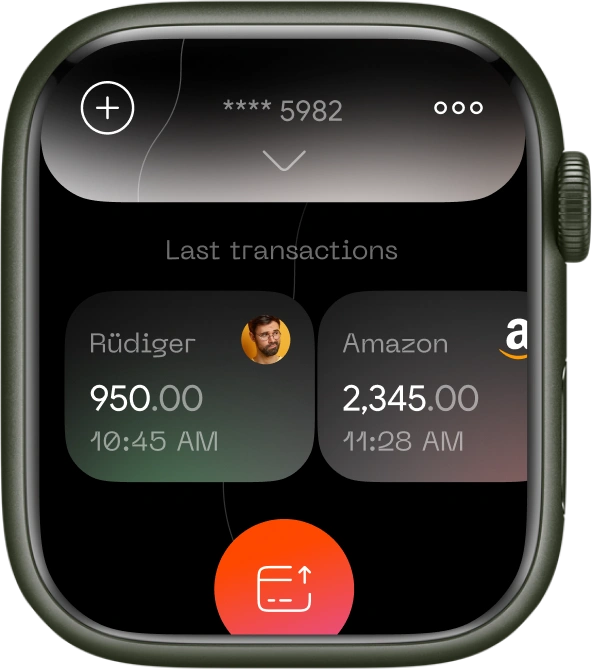 **** 5982
Last transactions
Rüdiger
950.00
10:45 AM
Amazon
a
2,345.00
11:28 AM